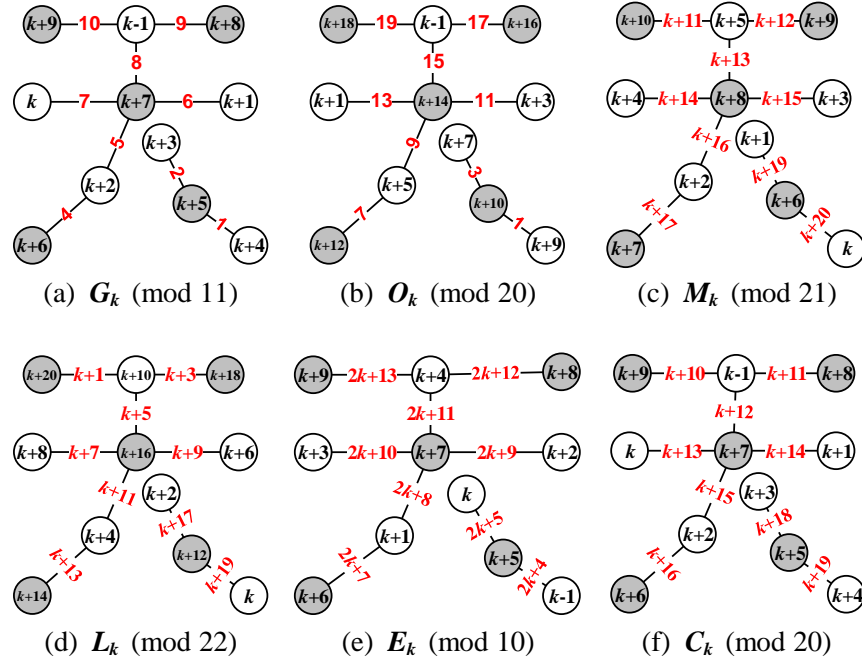 k+9 10 k-1 9 k+8
8
k 7 k+7 6 k+1
5 k+3
2
k+2
4 k+5
1
k+6 k+4
(a) G_k (mod 11)
k+18 19 k-1 17 k+16
15
k+1 13 k+14 11 k+3
9 k+7
3
k+5
7 k+10
1
k+12 k+9
(b) O_k (mod 20)
k+10 k+11 k+5 k+12 k+9
k+13
k+4 k+14 k+8 k+15 k+3
k+16 k+1
k+19
k+2
k+17 k+6
k+20
k+7 k
(c) M_k (mod 21)
k+20 k+1 k+10 k+3 k+18
k+5
k+8 k+7 k+16 k+9 k+6
k+11 k+2
k+17
k+4
k+13 k+12
k+19
k+14 k
(d) L_k (mod 22)
k+9 2k+13 k+4 2k+12 k+8
2k+11
k+3 2k+10 k+7 2k+9 k+2
2k+8 k
2k+5
k+1
2k+7 k+5
2k+4
k+6 k-1
(e) E_k (mod 10)
k+9 k+10 k-1 k+11 k+8
k+12
k k+13 k+7 k+14 k+1
k+15 k+3
k+18
k+2
k+16 k+5
k+19
k+6 k+4
(f) C_k (mod 20)